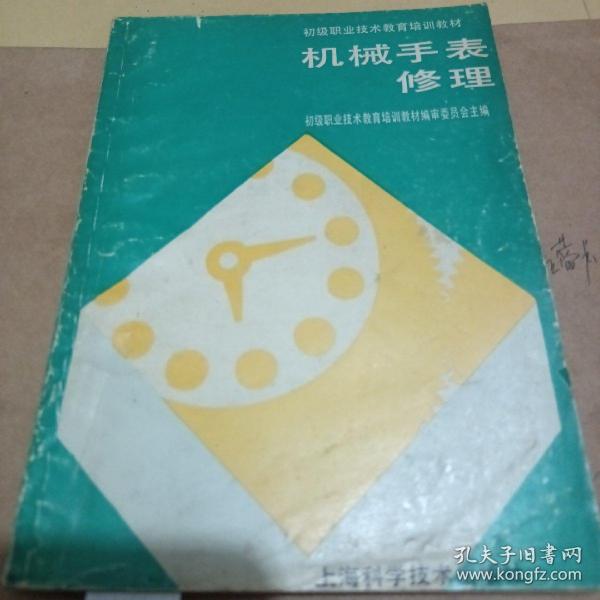 初级职业技术教育培训教材
机械手表
修理
初级职业技术教育培训教材编审委员会主编
上海科学技术
孔夫子旧书网
www.kongfz.com